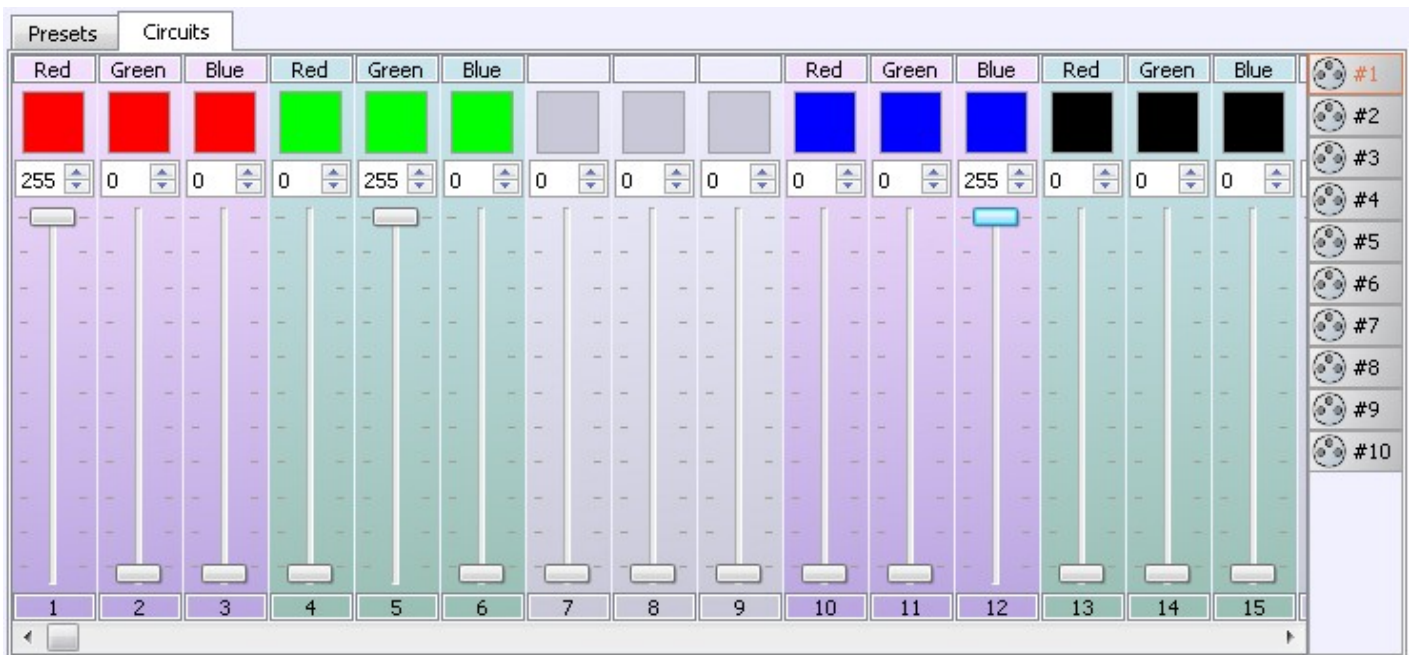 Presets Circuits
Red Green Blue Red Green Blue Red Green Blue Red Green Blue
255 0 0 0 255 0 0 0 0 0 0 255 0 0 0
1 2 3 4 5 6 7 8 9 10 11 12 13 14 15
#1
#2
#3
#4
#5
#6
#7
#8
#9
#10